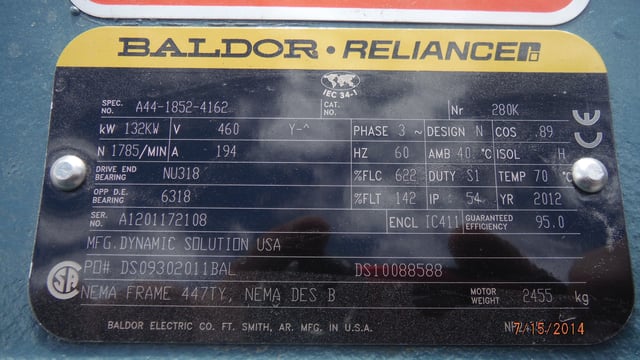 BALDOR · RELIANCE
IEC 34-1
SPEC. NO. A44-1852-4162 CAT. NO. Nr 280K
kW 132KW V 460 Y-^ PHASE 3 ~ DESIGN N COS .89
N 1785/MIN A 194 HZ 60 AMB 40 °C ISOL H
DRIVE END BEARING NU318 %FLC 622 DUTY S1 TEMP 70 °C
OPP D.E. BEARING 6318 %FLT 142 IP 54 YR 2012
SER. NO. A1201172108 ENCL IC411 GUARANTEED EFFICIENCY 95.0
MFG.DYNAMIC SOLUTION USA
PO# DS09302011BAL DS10088588
NEMA FRAME 447TY, NEMA DES B MOTOR WEIGHT 2455 kg
BALDOR ELECTRIC CO. FT. SMITH, AR. MFG. IN U.S.A.
7-15-2014